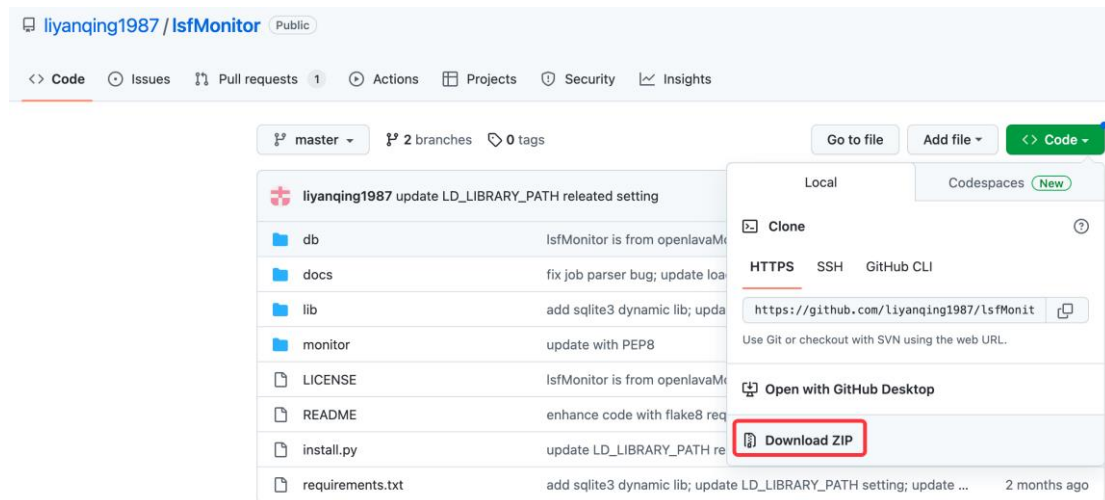 liyanqing1987 / lsfMonitor Public
<> Code Issues Pull requests 1 Actions Projects Security Insights
master 2 branches 0 tags Go to file Add file <> Code
Local Codespaces New
liyanqing1987 update LD_LIBRARY_PATH releated setting
Clone
db lsfMonitor is from openlavaMo
HTTPS SSH GitHub CLI
docs fix job parser bug; update loa
lib add sqlite3 dynamic lib; upda
https://github.com/liyanqing1987/lsfMonit
monitor update with PEP8
Use Git or checkout with SVN using the web URL.
LICENSE lsfMonitor is from openlavaMo
Open with GitHub Desktop
README enhance code with flake8 req
Download ZIP
install.py update LD_LIBRARY_PATH re
requirements.txt add sqlite3 dynamic lib; update LD_LIBRARY_PATH setting; update ... 2 months ago